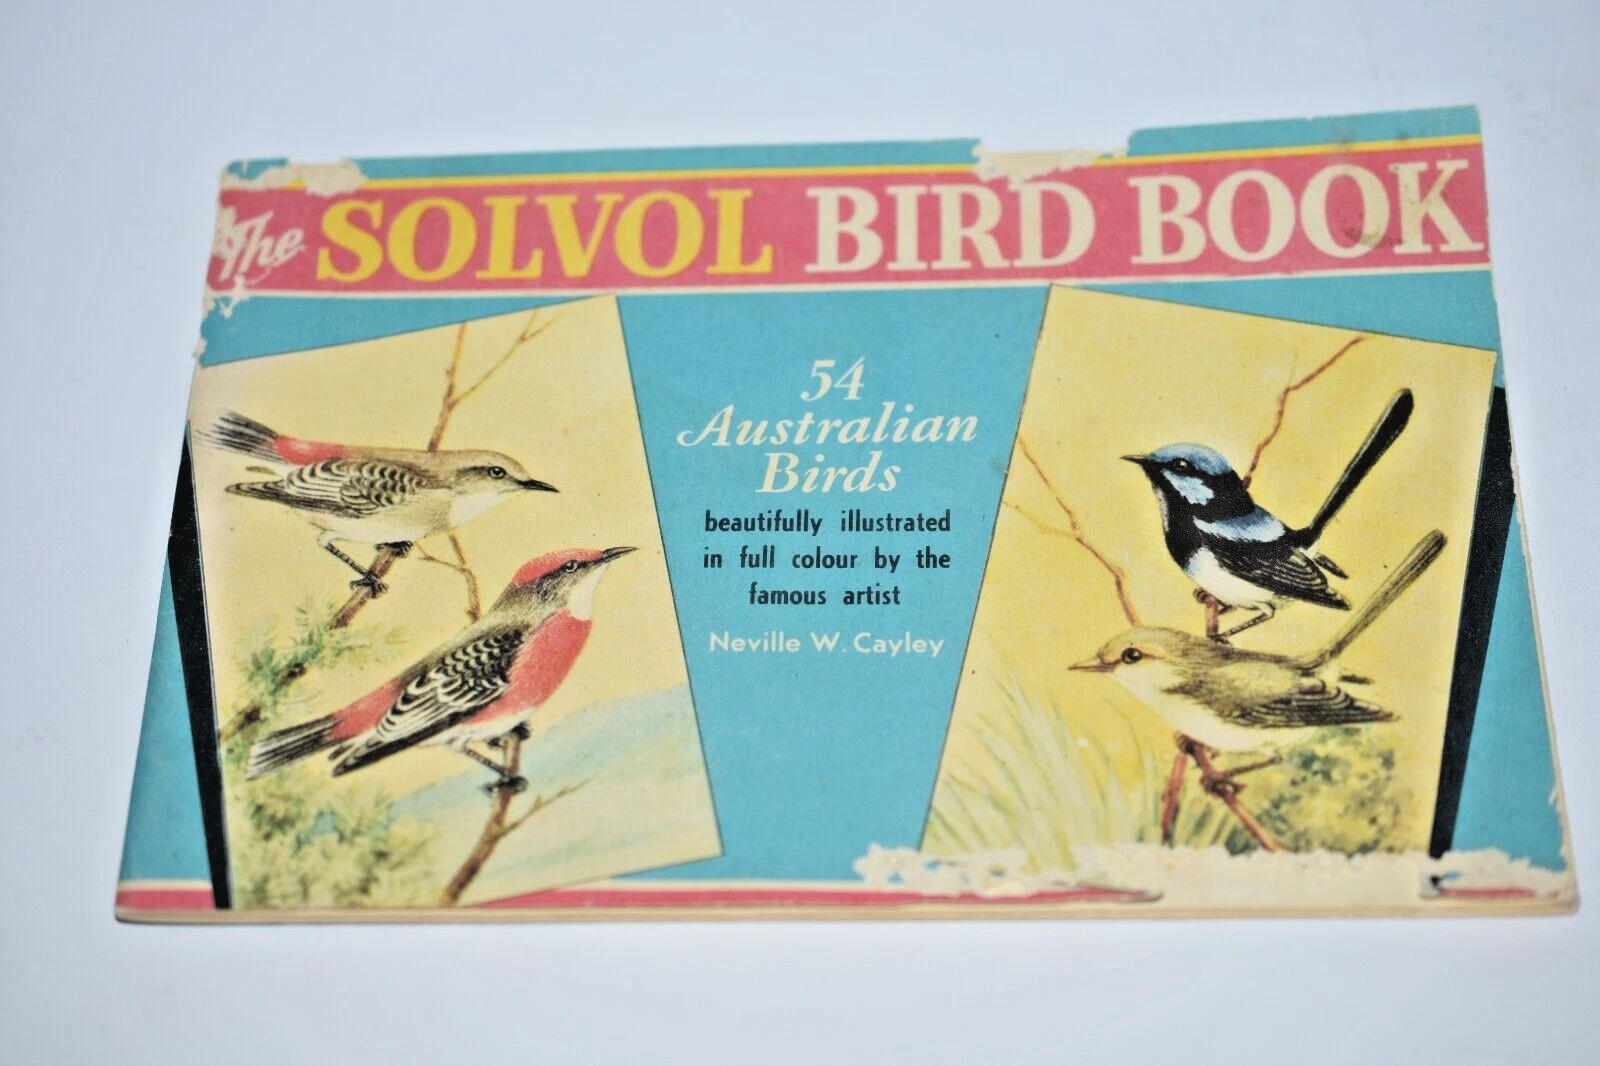 The SOLVOL BIRD BOOK
54
Australian
Birds
beautifully illustrated
in full colour by the
famous artist
Neville W. Cayley